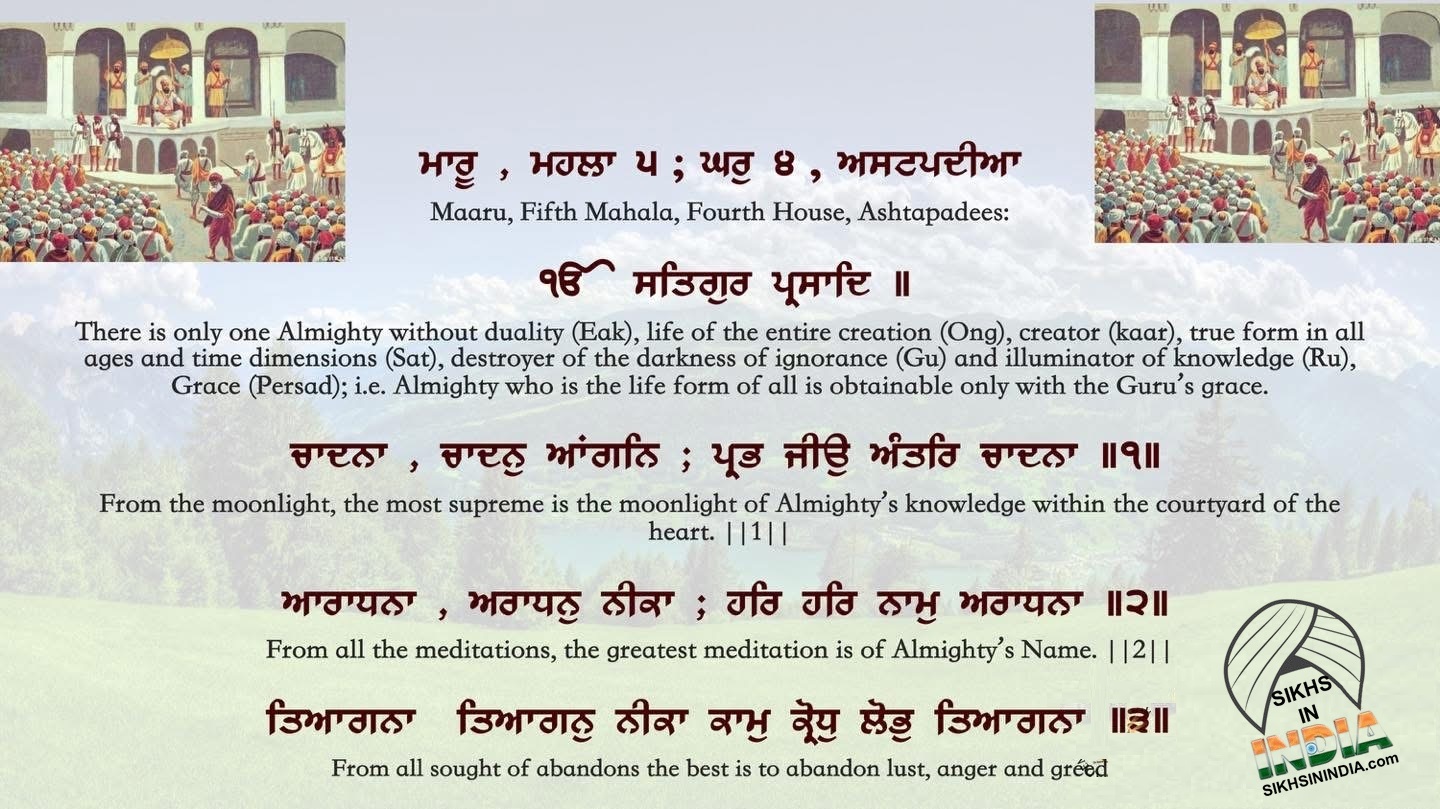 ਮਾਰੂ , ਮਹਲਾ ੫ ; ਘਰੁ ੪ , ਅਸਟਪਦੀਆ
Maaru, Fifth Mahala, Fourth House, Ashtapadees:
ੴ ਸਤਿਗੁਰ ਪ੍ਰਸਾਦਿ ॥
There is only one Almighty without duality (Eak), life of the entire creation (Ong), creator (kaar), true form in all
ages and time dimensions (Sat), destroyer of the darkness of ignorance (Gu) and illuminator of knowledge (Ru),
Grace (Persad); i.e. Almighty who is the life form of all is obtainable only with the Guru’s grace.
ਚਾਦਨਾ , ਚਾਦਨੁ ਆਂਗਨਿ ; ਪ੍ਰਭ ਜੀਉ ਅੰਤਰਿ ਚਾਦਨਾ ॥੧॥
From the moonlight, the most supreme is the moonlight of Almighty’s knowledge within the courtyard of the
heart. ||1||
ਆਰਾਧਨਾ , ਅਰਾਧਨੁ ਨੀਕਾ ; ਹਰਿ ਹਰਿ ਨਾਮੁ ਅਰਾਧਨਾ ॥੨॥
From all the meditations, the greatest meditation is of Almighty’s Name. ||2||
ਤਿਆਗਨਾ ਤਿਆਗਨੁ ਨੀਕਾ ਕਾਮੁ ਕ੍ਰੋਧੁ ਲੋਭੁ ਤਿਆਗਨਾ ॥੩॥
From all sought of abandons the best is to abandon lust, anger and greed
SIKHS
IN
INDIA
SIKHSININDIA.com